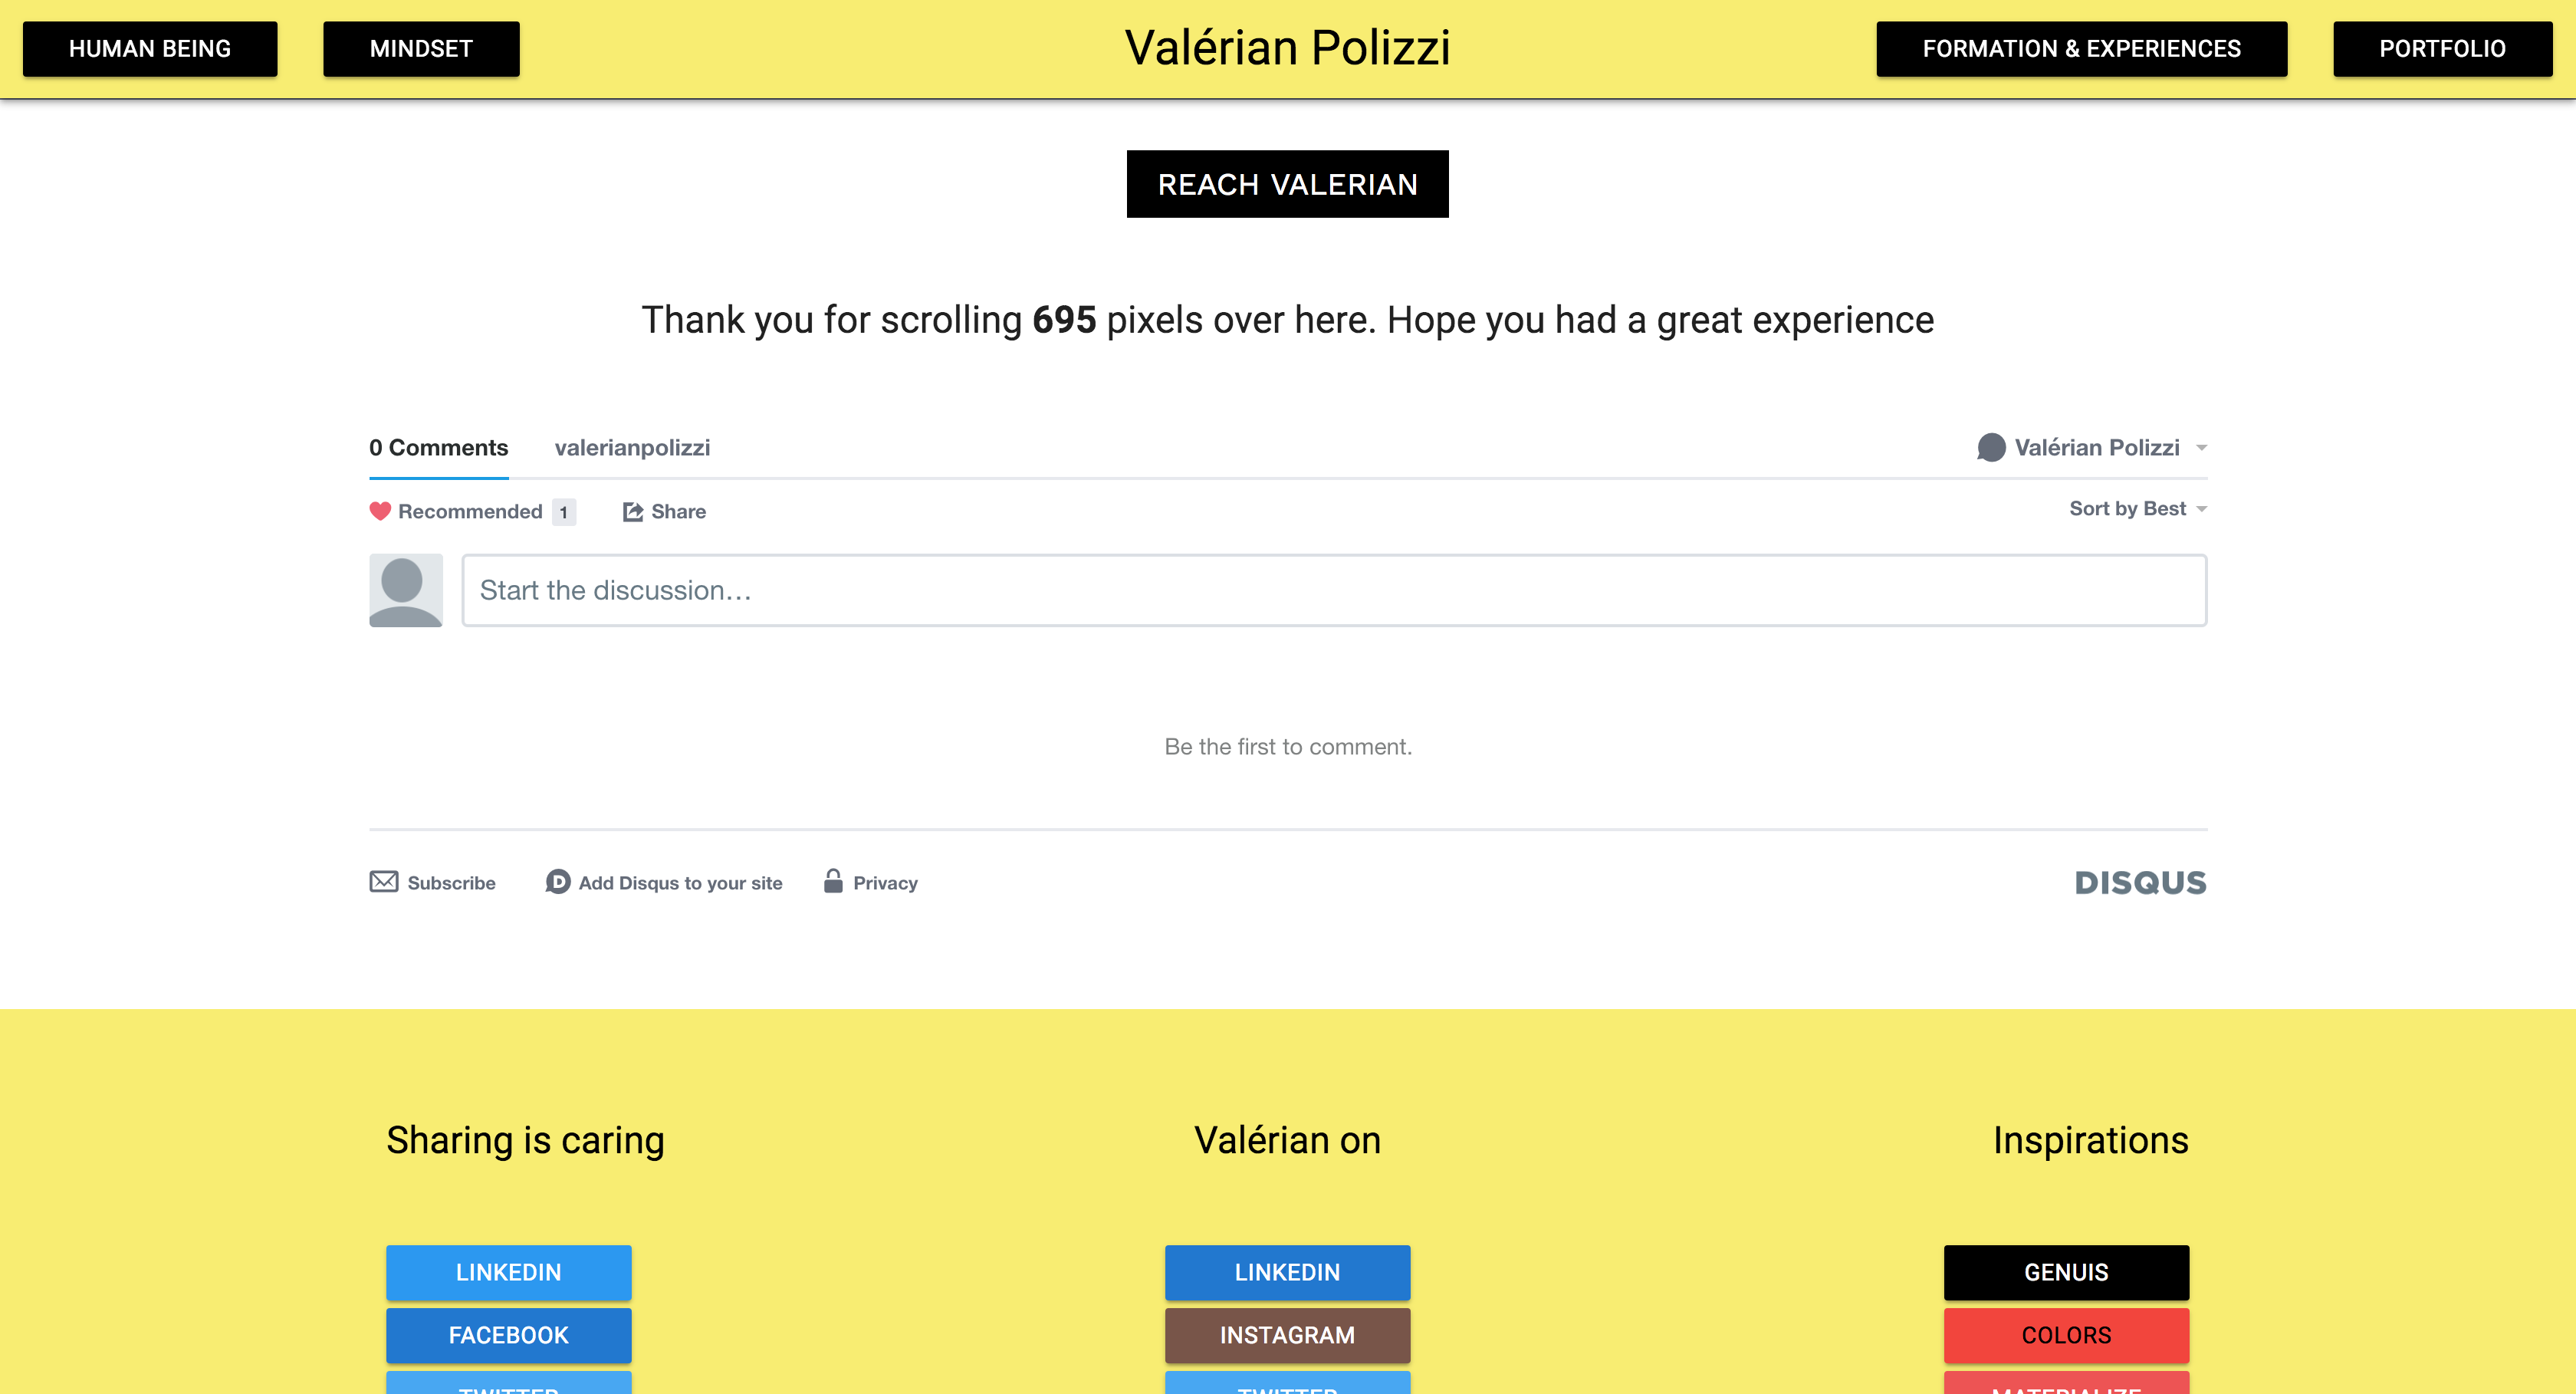 HUMAN BEING MINDSET Valérian Polizzi FORMATION & EXPERIENCES PORTFOLIO
REACH VALERIAN
Thank you for scrolling 695 pixels over here. Hope you had a great experience
0 Comments valerianpolizzi Valérian Polizzi
Recommended 1 Share Sort by Best
Start the discussion...
Be the first to comment.
Subscribe Add Disqus to your site Privacy DISQUS
Sharing is caring Valérian on Inspirations
LINKEDIN LINKEDIN GENUIS
FACEBOOK INSTAGRAM COLORS
TWITTER TWITTER MATERIALIZE